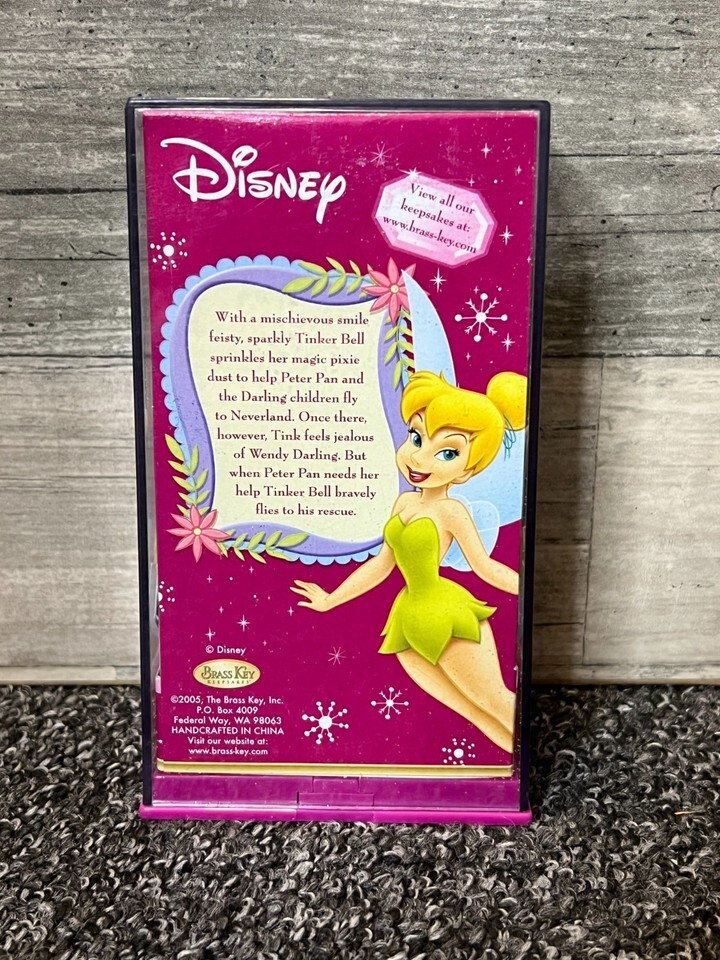 Disney
View all our
keepsakes at:
www.brass-key.com
With a mischievous smile
feisty, sparkly Tinker Bell
sprinkles her magic pixie
dust to help Peter Pan and
the Darling children fly
to Neverland. Once there,
however, Tink feels jealous
of Wendy Darling. But
when Peter Pan needs her
help Tinker Bell bravely
flies to his rescue.
© Disney
BRASS KEY
KEEPSAKES
©2005, The Brass Key, Inc.
P.O. Box 4009
Federal Way, WA 98063
HANDCRAFTED IN CHINA
Visit our website at:
www.brass-key.com